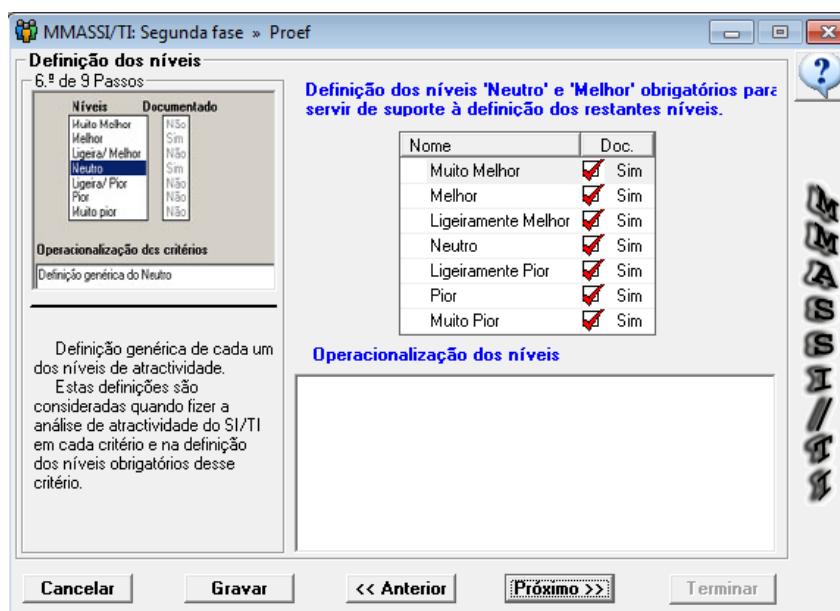 MMASSI/TI: Segunda fase » Proef
Definição dos níveis
6.º de 9 Passos
Níveis Documentado
Muito Melhor Não
Melhor Sim
Ligeira/ Melhor Não
Neutro Sim
Ligeira/ Pior Não
Pior Não
Muito pior Não
Operacionalização dos critérios
Definição genérica do Neutro
Definição genérica de cada um
dos níveis de atractividade.
Estas definições são
consideradas quando fizer a
análise de atractividade do SI/TI
em cada critério e na definição
dos níveis obrigatórios desse
critério.
Definição dos níveis 'Neutro' e 'Melhor' obrigatórios para
servir de suporte à definição dos restantes níveis.
Nome Doc.
Muito Melhor Sim
Melhor Sim
Ligeiramente Melhor Sim
Neutro Sim
Ligeiramente Pior Sim
Pior Sim
Muito Pior Sim
Operacionalização dos níveis
?
MMASSI/TI
Cancelar Gravar << Anterior Próximo >> Terminar